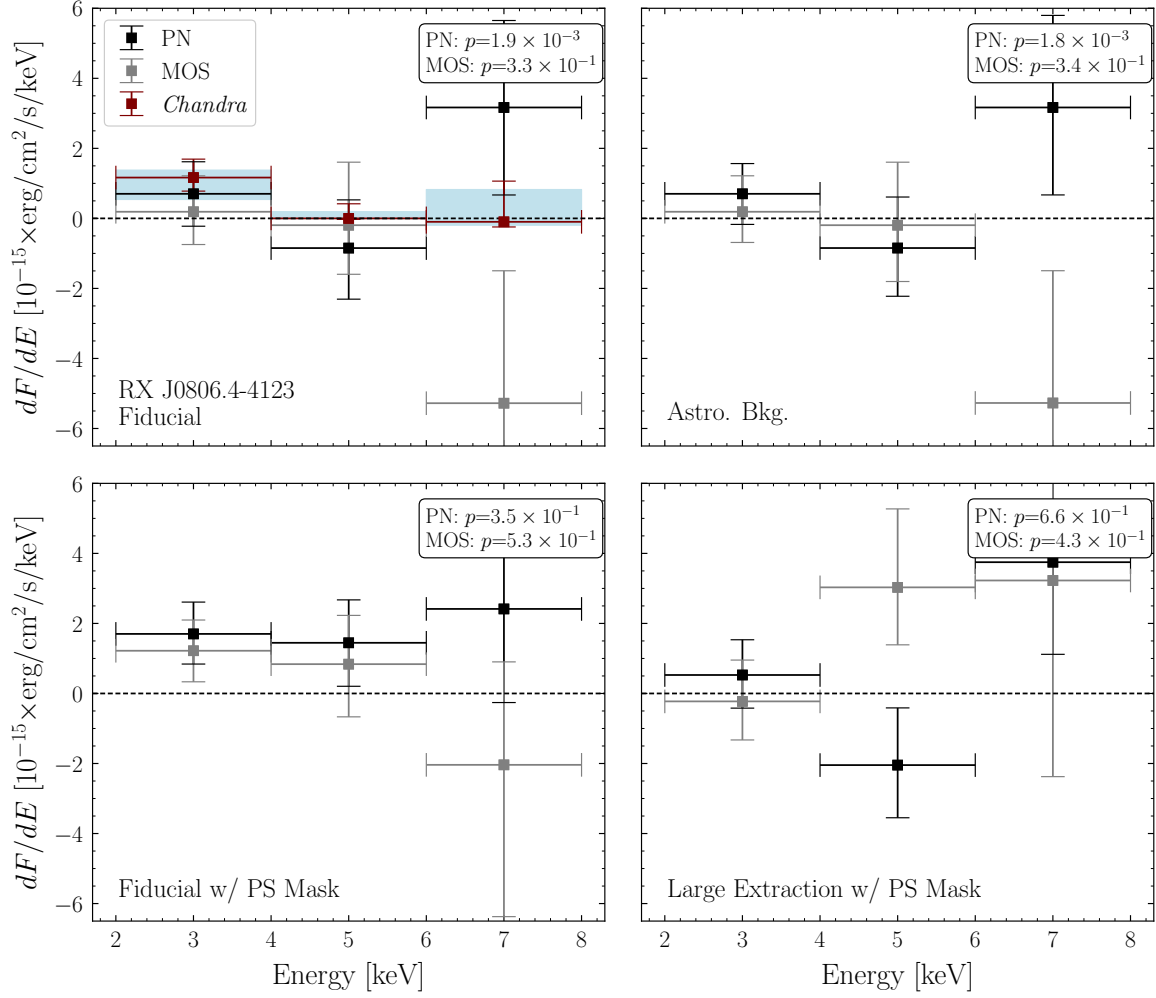 6
4
2
0
−2
−4
−6
dF/dE [10⁻¹⁵×erg/cm²/s/keV]
PN
MOS
Chandra
PN: p=1.9 × 10⁻³
MOS: p=3.3 × 10⁻¹
RX J0806.4-4123
Fiducial
PN: p=1.8 × 10⁻³
MOS: p=3.4 × 10⁻¹
Astro. Bkg.
6
4
2
0
−2
−4
−6
dF/dE [10⁻¹⁵×erg/cm²/s/keV]
PN: p=3.5 × 10⁻¹
MOS: p=5.3 × 10⁻¹
Fiducial w/ PS Mask
2 3 4 5 6 7 8
Energy [keV]
PN: p=6.6 × 10⁻¹
MOS: p=4.3 × 10⁻¹
Large Extraction w/ PS Mask
2 3 4 5 6 7 8
Energy [keV]